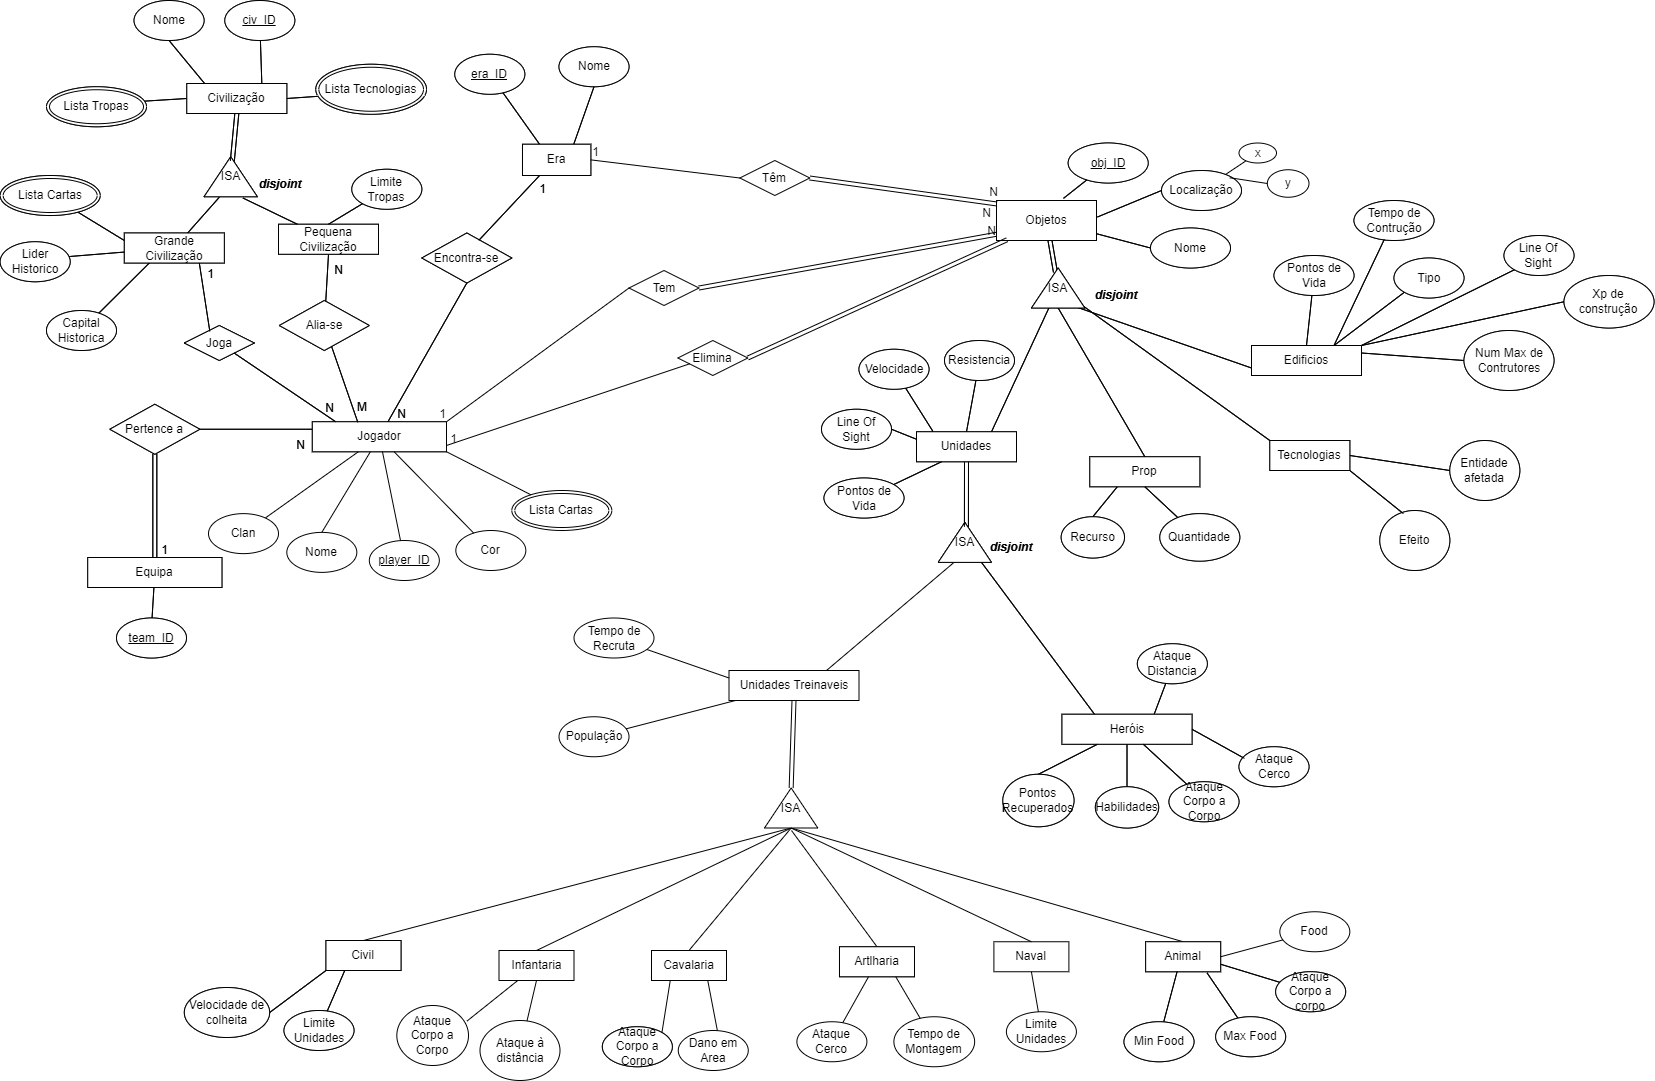 Nome
civ_ID
Lista Tropas
Civilização
Lista Tecnologias
ISA
disjoint
Lista Cartas
Limite
Tropas
Lider
Historico
Grande
Civilização
Pequena
Civilização
1
N
Capital
Historica
Joga
Alia-se
era_ID
Nome
Era
1
1
Encontra-se
Têm
N
N
N
Objetos
obj_ID
Localização
x
y
Nome
Tem
Elimina
ISA
disjoint
Tempo de
Contrução
Pontos de
Vida
Tipo
Line Of
Sight
Xp de
construção
Edificios
Num Max de
Contrutores
Pertence a
N
N
M
N
1
1
Jogador
Clan
Nome
player_ID
Cor
Lista Cartas
1
Equipa
team_ID
Velocidade
Resistencia
Line Of
Sight
Unidades
Pontos de
Vida
Prop
Recurso
Quantidade
Tecnologias
Entidade
afetada
Efeito
ISA
disjoint
Tempo de
Recruta
Unidades Treinaveis
População
Ataque
Distancia
Heróis
Pontos
Recuperados
Habilidades
Ataque
Corpo a
Corpo
Ataque
Cerco
ISA
Civil
Velocidade de
colheita
Limite
Unidades
Infantaria
Ataque
Corpo a
Corpo
Ataque à
distância
Cavalaria
Ataque
Corpo a
Corpo
Dano em
Area
Artlharia
Ataque
Cerco
Tempo de
Montagem
Naval
Limite
Unidades
Animal
Food
Ataque
Corpo a
corpo
Min Food
Max Food